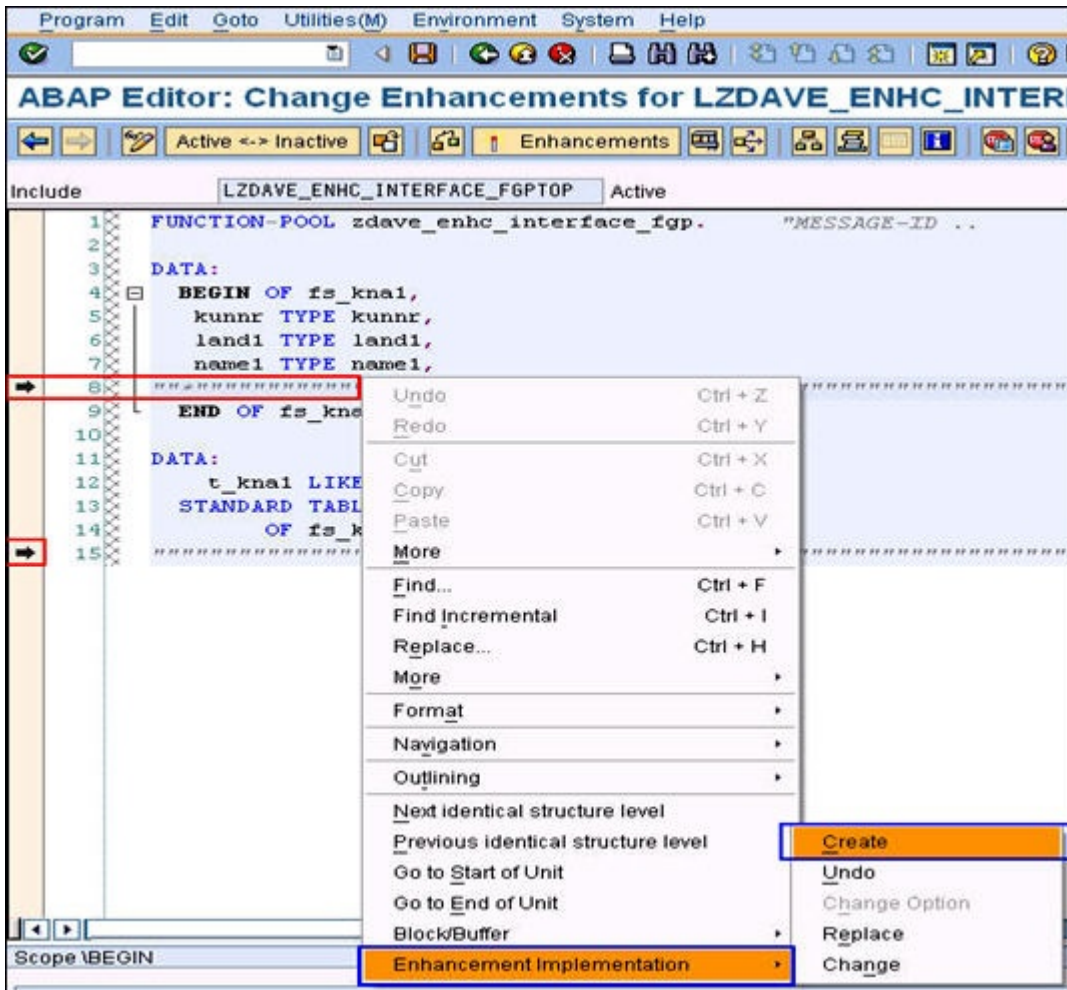 Program Edit Goto Utilities(M) Environment System Help
ABAP Editor: Change Enhancements for LZDAVE_ENHC_INTER
Active <-> Inactive Enhancements
Include LZDAVE_ENHC_INTERFACE_FGPTOP Active
1 FUNCTION-POOL zdave_enhc_interface_fgp. "MESSAGE-ID ..
2
3 DATA:
4 BEGIN OF fs_kna1,
5 kunnr TYPE kunnr,
6 land1 TYPE land1,
7 name1 TYPE name1,
8 """"""""""""""""
9 END OF fs_kna
10
11 DATA:
12 t_kna1 LIKE
13 STANDARD TABL
14 OF fs_k
15 """"""""""""""""
Undo Ctrl + Z
Redo Ctrl + Y
Cut Ctrl + X
Copy Ctrl + C
Paste Ctrl + V
More
Find... Ctrl + F
Find Incremental Ctrl + I
Replace... Ctrl + H
More
Format
Navigation
Outlining
Next identical structure level
Previous identical structure level
Go to Start of Unit
Go to End of Unit
Block/Buffer
Enhancement Implementation
Create
Undo
Change Option
Replace
Change
Scope \BEGIN